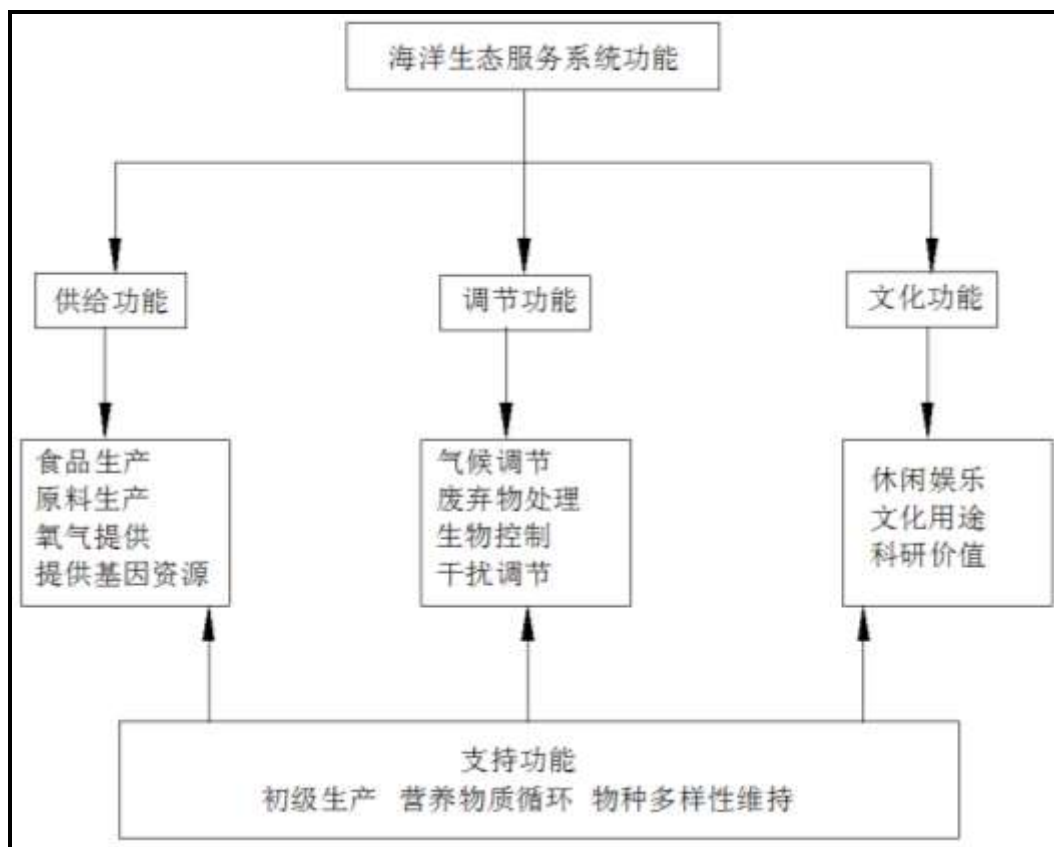 海洋生态服务系统功能
供给功能
调节功能
文化功能
食品生产
原料生产
氧气提供
提供基因资源
气候调节
废弃物处理
生物控制
干扰调节
休闲娱乐
文化用途
科研价值
支持功能
初级生产 营养物质循环 物种多样性维持